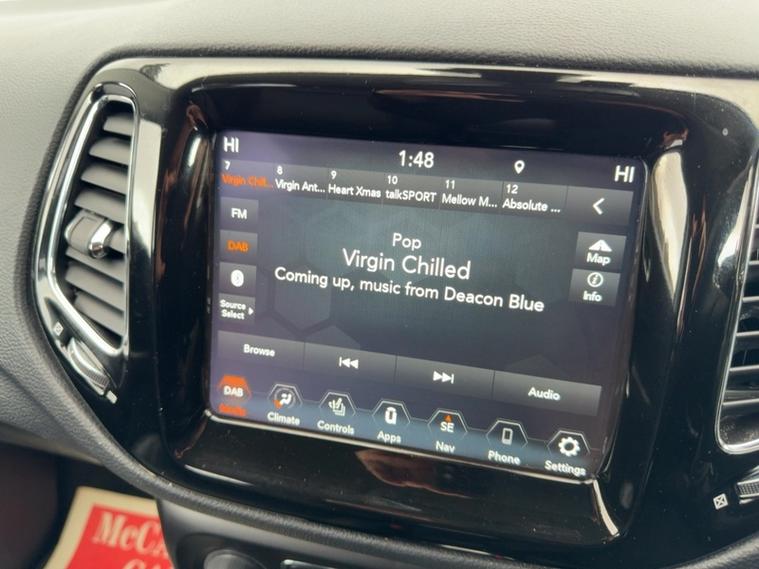 HI 1:48 HI
7 8 9 10 11 12
Virgin Chill... Virgin Ant... Heart Xmas talkSPORT Mellow M... Absolute ...
FM
DAB
Source
Select
Pop
Virgin Chilled
Coming up, music from Deacon Blue
Map
Info
Browse
Audio
DAB
SE
Climate Controls Apps Nav Phone Settings
McCA